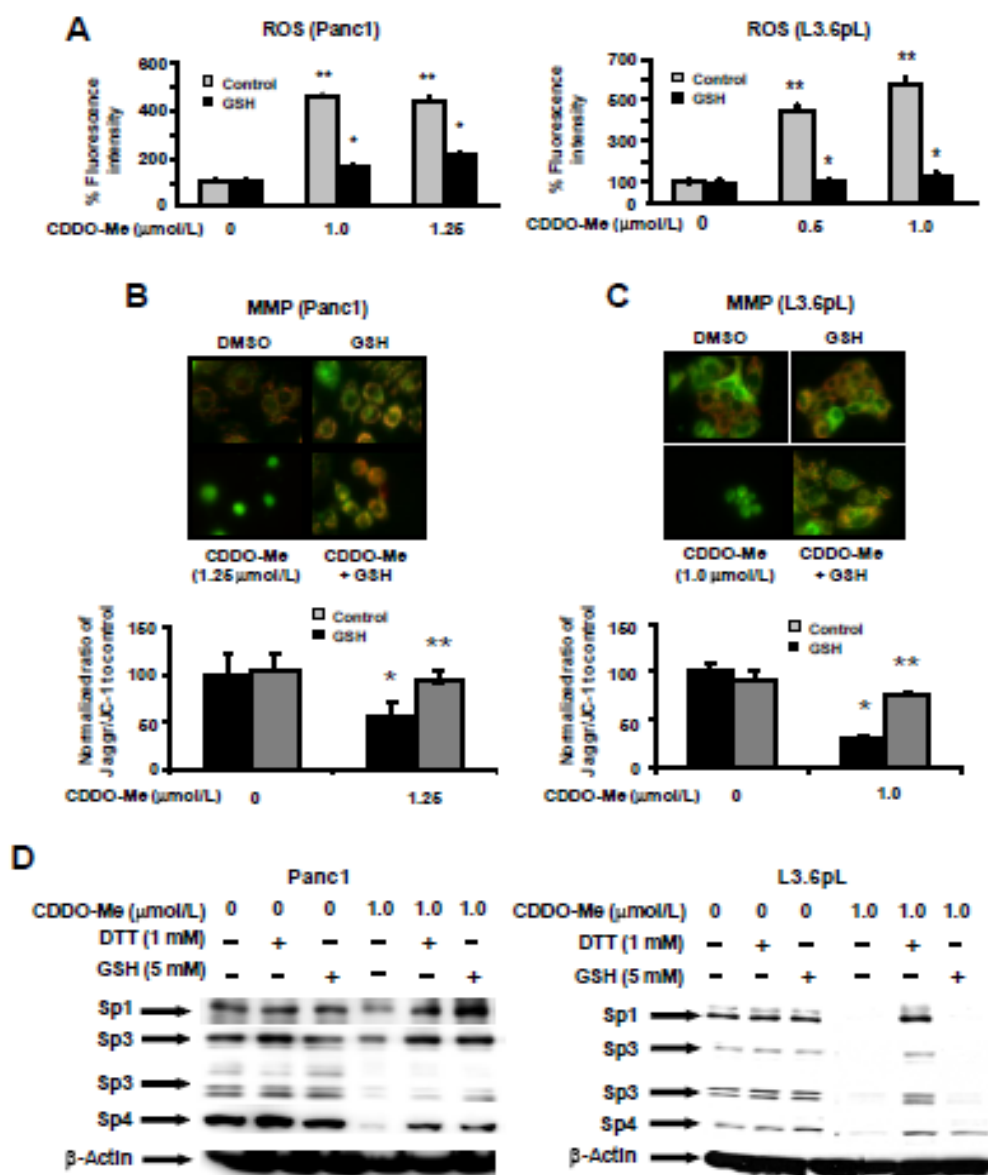 A
ROS (Panc1)
% Fluorescence intensity
600
400
200
0
Control
GSH
** ** * *
CDDO-Me (μmol/L) 0 1.0 1.25
ROS (L3.6pL)
% Fluorescence intensity
700
500
300
100
0
Control
GSH
** ** * *
CDDO-Me (μmol/L) 0 0.5 1.0
B
MMP (Panc1)
DMSO GSH
CDDO-Me (1.25 μmol/L)
CDDO-Me + GSH
Normalized ratio of Jaggr/JC-1 to control
150
100
50
0
Control
GSH
* **
CDDO-Me (μmol/L) 0 1.25
C
MMP (L3.6pL)
DMSO GSH
CDDO-Me (1.0 μmol/L)
CDDO-Me + GSH
Normalized ratio of Jaggr/JC-1 to control
150
100
50
0
Control
GSH
* **
CDDO-Me (μmol/L) 0 1.0
D
Panc1
CDDO-Me (μmol/L) 0 0 0 1.0 1.0 1.0
DTT (1 mM) - + - - + -
GSH (5 mM) - - + - - +
Sp1
Sp3
Sp3
Sp4
β-Actin
L3.6pL
CDDO-Me (μmol/L) 0 0 0 1.0 1.0 1.0
DTT (1 mM) - + - - + -
GSH (5 mM) - - + - - +
Sp1
Sp3
Sp3
Sp4
β-Actin